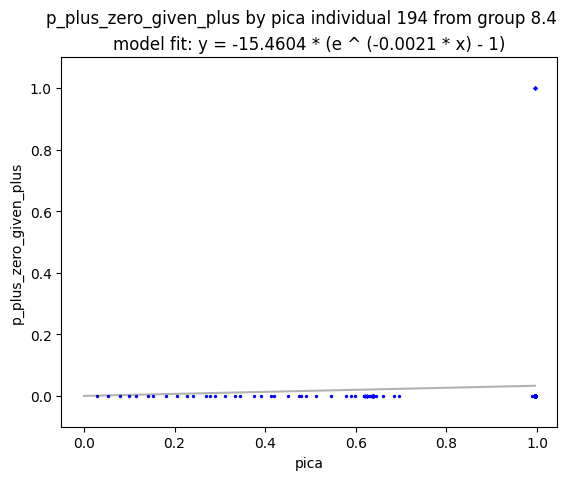 p_plus_zero_given_plus by pica individual 194 from group 8.4
model fit: y = -15.4604 * (e ^ (-0.0021 * x) - 1)
1.0
0.8
0.6
0.4
0.2
0.0
p_plus_zero_given_plus
0.0 0.2 0.4 0.6 0.8 1.0
pica